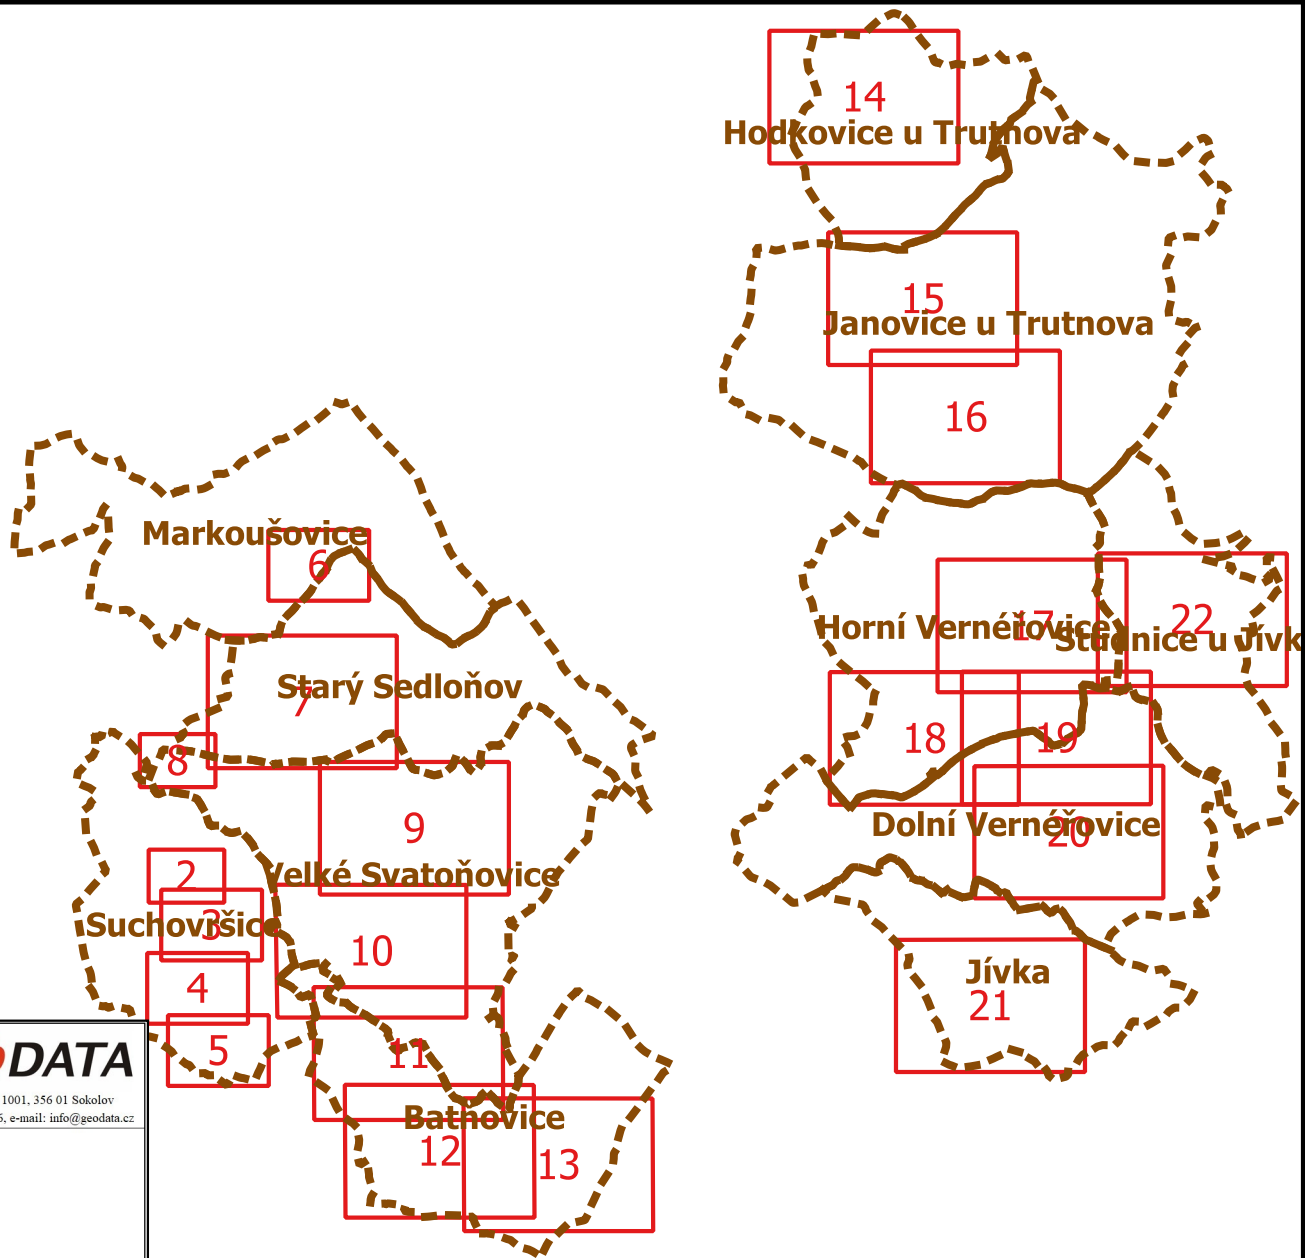 14
Hodkovice u Trutnova
15
Janovice u Trutnova
16
Markoušovice
6
Horní Vernéřovice
17
22
Studnice u Jívk
Starý Sedloňov
7
18
19
8
9
Dolní Vernéřovice
20
2
Velké Svatoňovice
Suchovršice
3
10
Jívka
4
21
5
11
DATA
1001, 356 01 Sokolov
, e-mail: info@geodata.cz
Batňovice
12
13